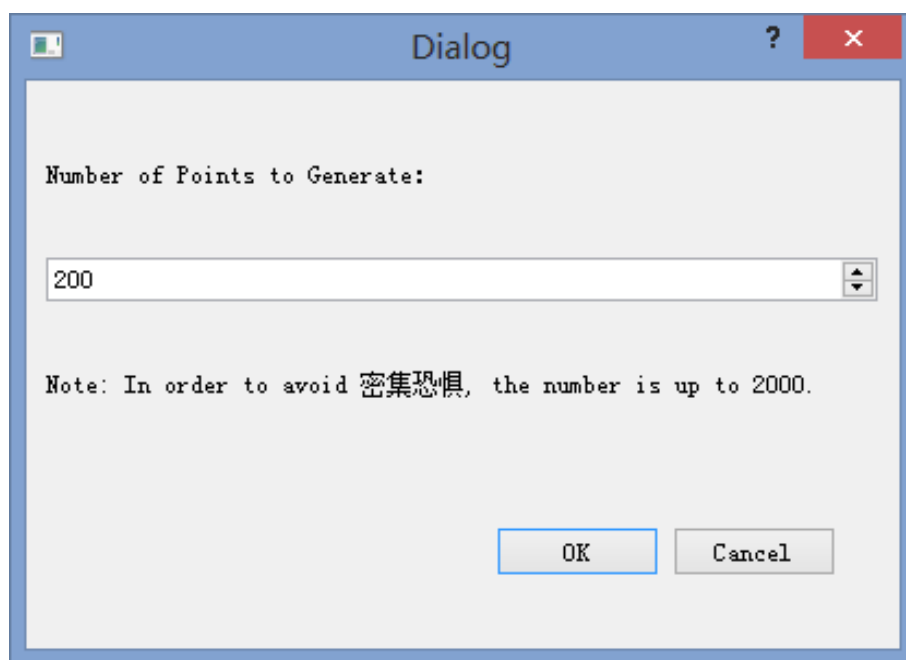 Dialog
Number of Points to Generate:
200
Note: In order to avoid 密集恐惧, the number is up to 2000.
OK Cancel